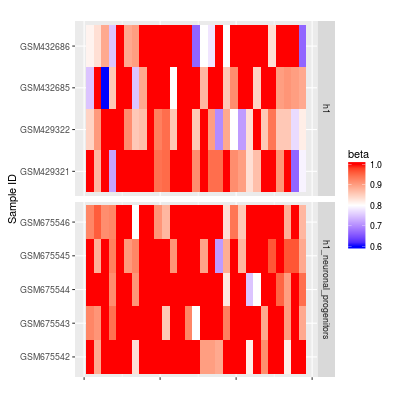 Sample ID
GSM432686
GSM432685
GSM429322
GSM429321
h1
GSM675546
GSM675545
GSM675544
GSM675543
GSM675542
h1_neuronal_progenitors
beta
1.0
0.9
0.8
0.7
0.6